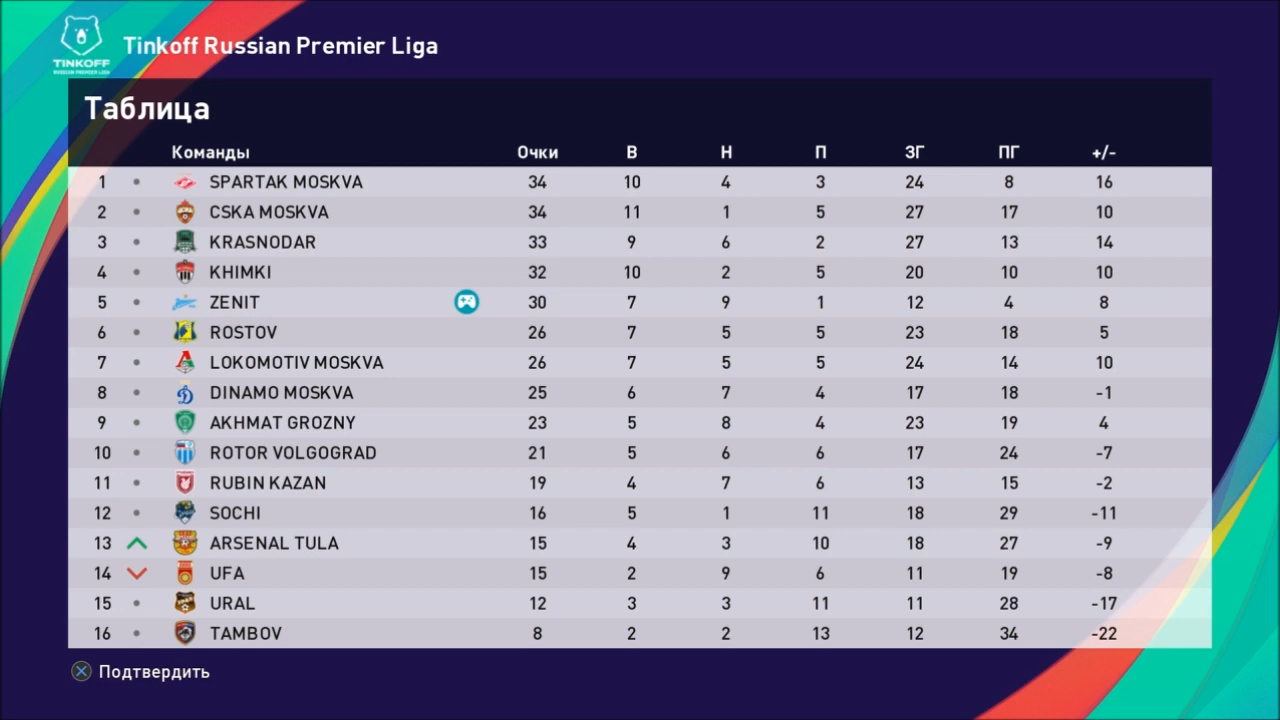 Tinkoff Russian Premier Liga
TINKOFF
RUSSIAN PREMIER LIGA
Таблица
Команды Очки В Н П ЗГ ПГ +/-
1 SPARTAK MOSKVA 34 10 4 3 24 8 16
2 CSKA MOSKVA 34 11 1 5 27 17 10
3 KRASNODAR 33 9 6 2 27 13 14
4 KHIMKI 32 10 2 5 20 10 10
5 ZENIT 30 7 9 1 12 4 8
6 ROSTOV 26 7 5 5 23 18 5
7 LOKOMOTIV MOSKVA 26 7 5 5 24 14 10
8 DINAMO MOSKVA 25 6 7 4 17 18 -1
9 AKHMAT GROZNY 23 5 8 4 23 19 4
10 ROTOR VOLGOGRAD 21 5 6 6 17 24 -7
11 RUBIN KAZAN 19 4 7 6 13 15 -2
12 SOCHI 16 5 1 11 18 29 -11
13 ARSENAL TULA 15 4 3 10 18 27 -9
14 UFA 15 2 9 6 11 19 -8
15 URAL 12 3 3 11 11 28 -17
16 TAMBOV 8 2 2 13 12 34 -22
Подтвердить